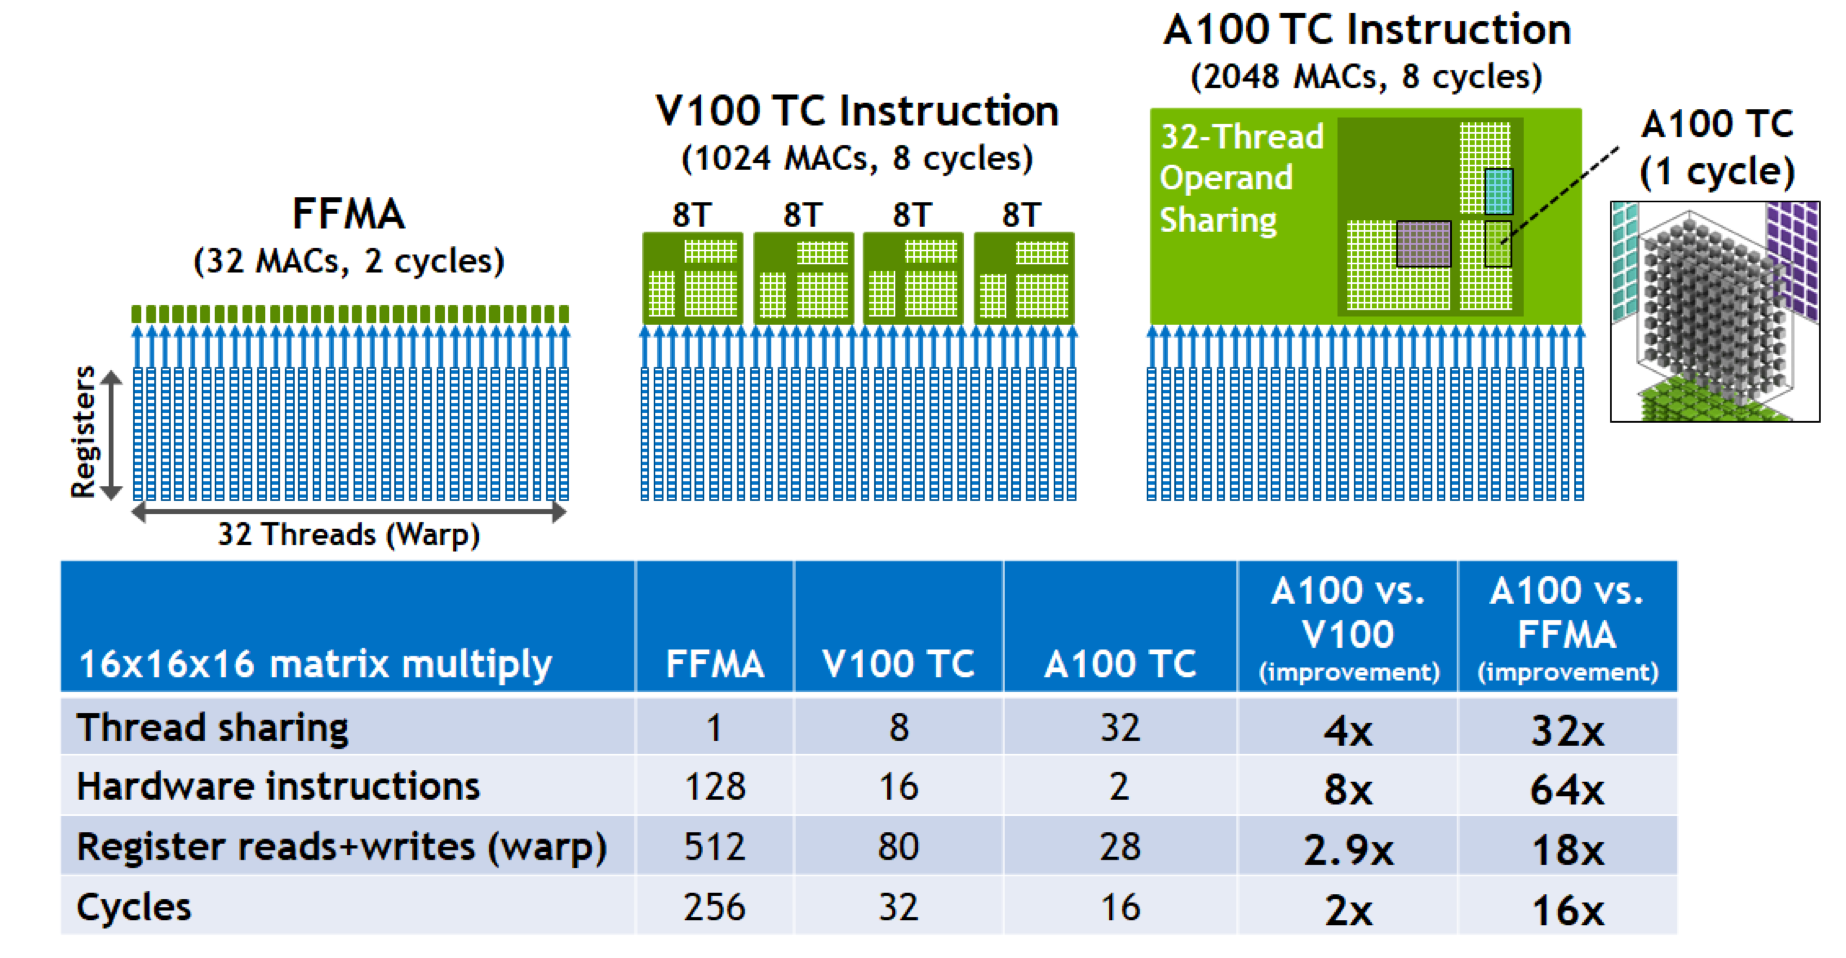 FFMA
(32 MACs, 2 cycles)
Registers
32 Threads (Warp)
V100 TC Instruction
(1024 MACs, 8 cycles)
8T 8T 8T 8T
A100 TC Instruction
(2048 MACs, 8 cycles)
32-Thread
Operand
Sharing
A100 TC
(1 cycle)
16x16x16 matrix multiply FFMA V100 TC A100 TC A100 vs. V100 (improvement) A100 vs. FFMA (improvement)
Thread sharing 1 8 32 4x 32x
Hardware instructions 128 16 2 8x 64x
Register reads+writes (warp) 512 80 28 2.9x 18x
Cycles 256 32 16 2x 16x